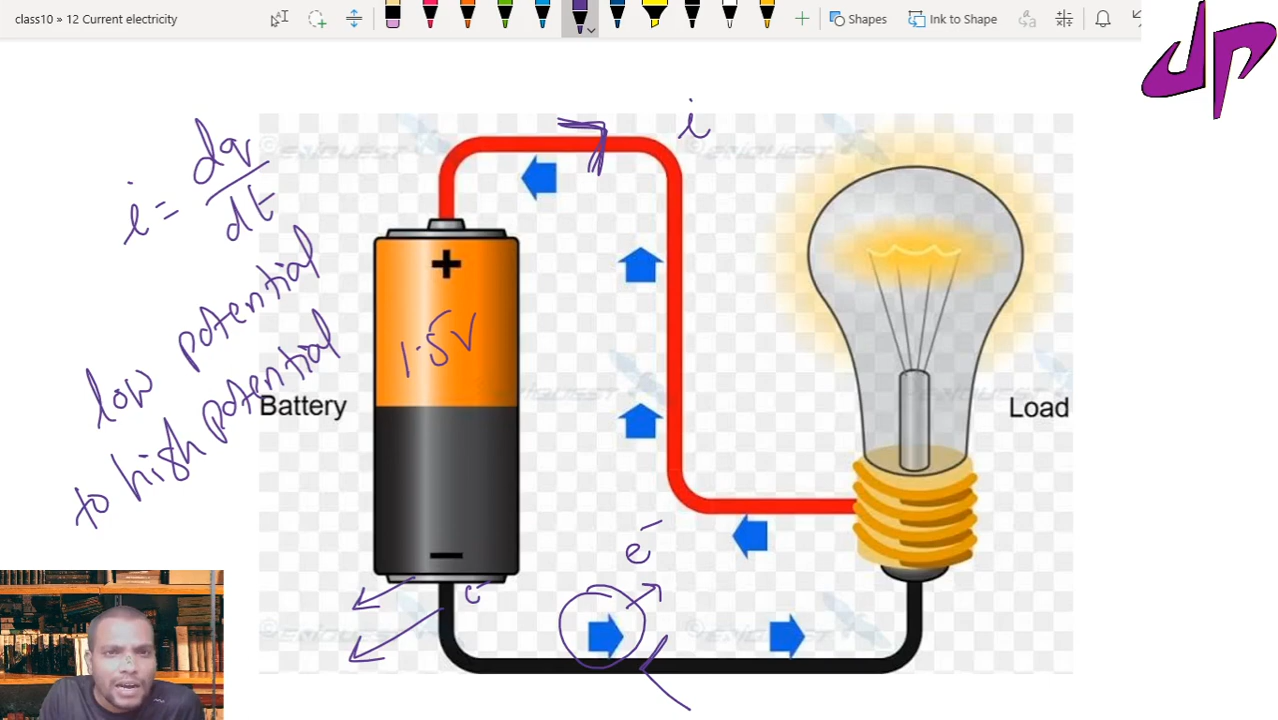 class10 » 12 Current electricity
Shapes
Ink to Shape
dp
i
i = dq/dt
low potential
to high potential
+
1.5V
Battery
Load
e⁻
e⁻